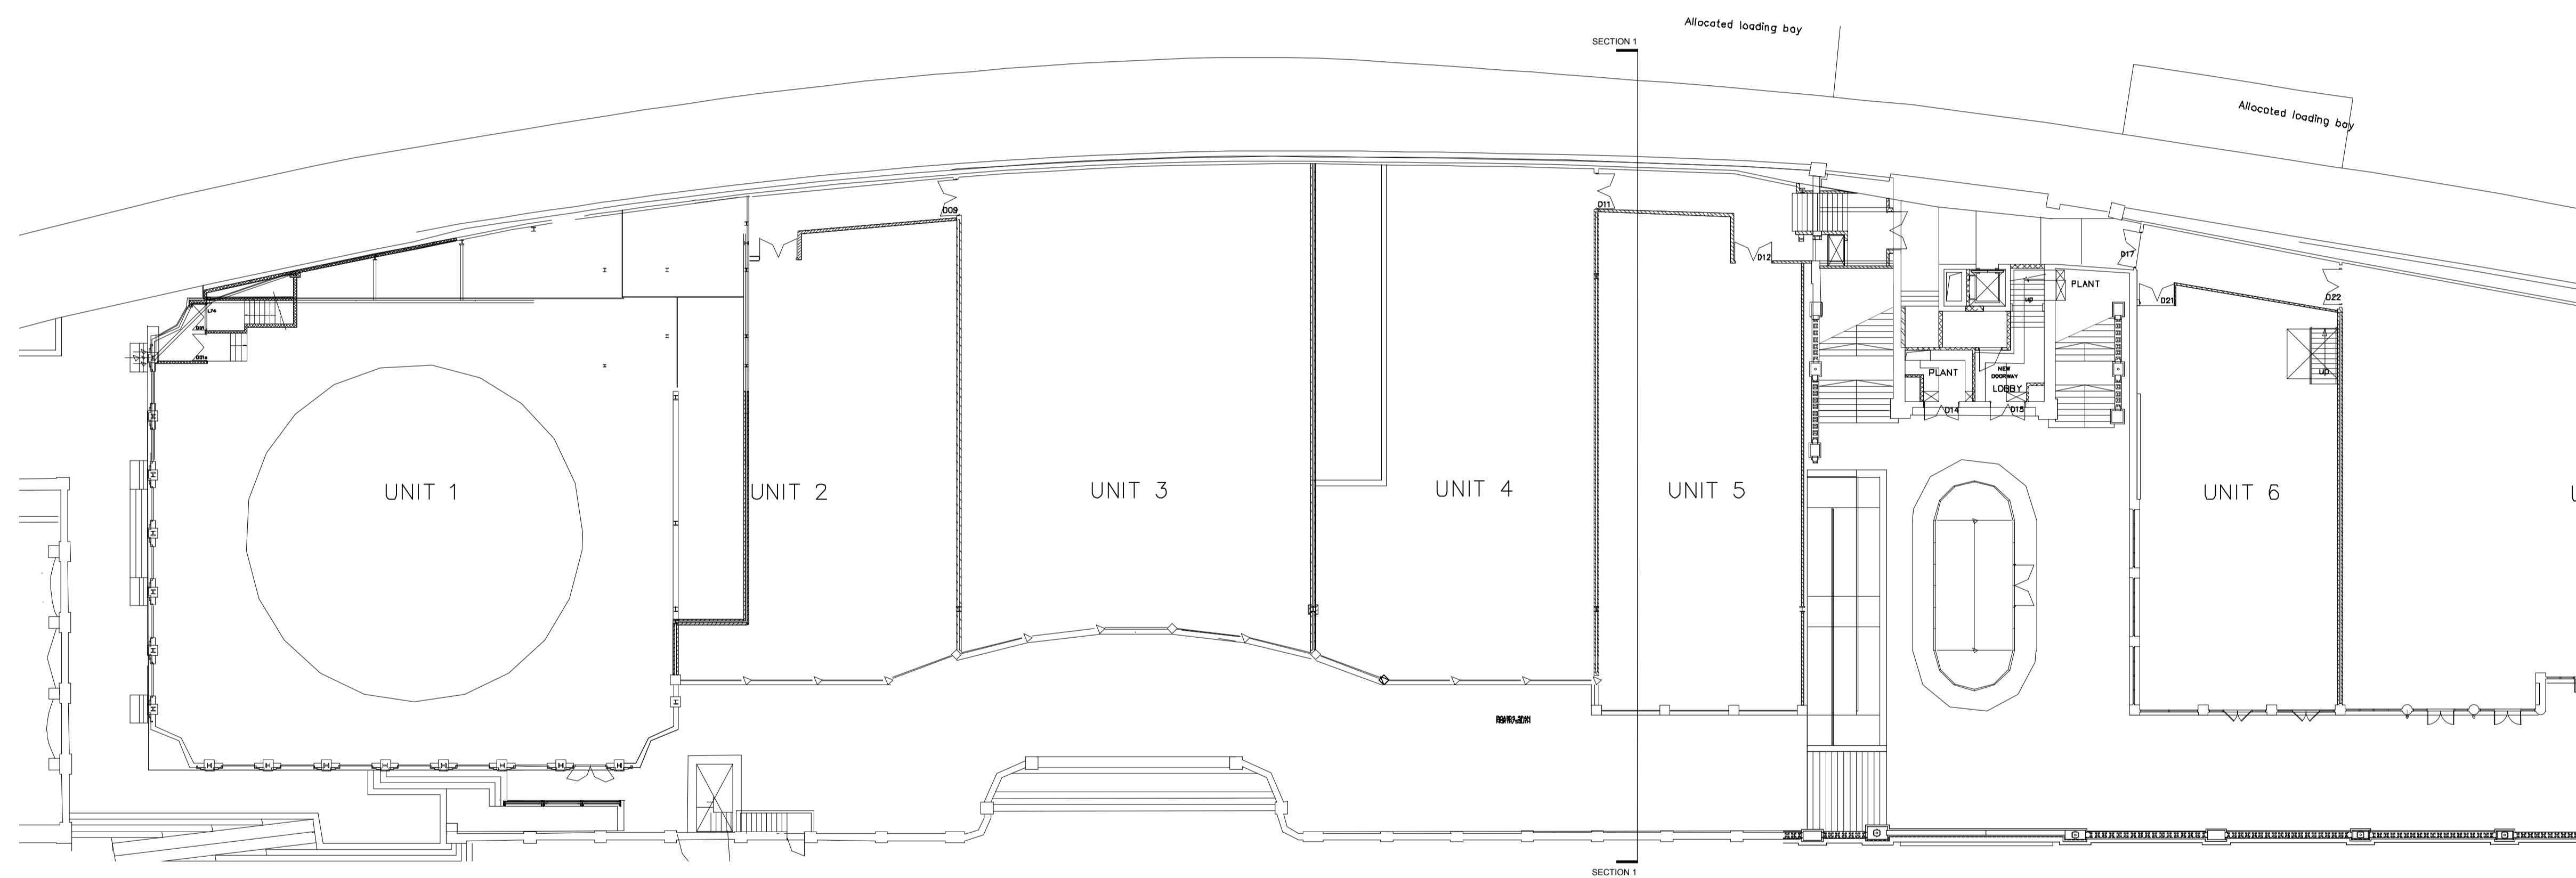 Allocated loading bay
SECTION 1
Allocated loading bay
D09
D11
D12
D17
PLANT
D21
D22
up
L74
UNIT 1
UNIT 2
UNIT 3
UNIT 4
UNIT 5
UNIT 6
up
PLANT
NEW
DOORWAY
LOBBY
D14
D15
SECTION 1